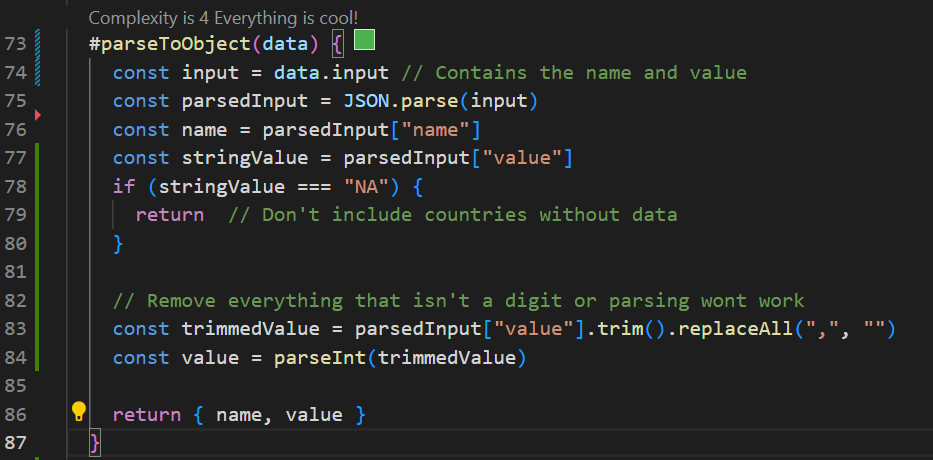 Complexity is 4 Everything is cool!
73 #parseToObject(data) {
74 const input = data.input // Contains the name and value
75 const parsedInput = JSON.parse(input)
76 const name = parsedInput["name"]
77 const stringValue = parsedInput["value"]
78 if (stringValue === "NA") {
79 return  // Don't include countries without data
80 }
81
82 // Remove everything that isn't a digit or parsing wont work
83 const trimmedValue = parsedInput["value"].trim().replaceAll(",", "")
84 const value = parseInt(trimmedValue)
85
86 return { name, value }
87 }